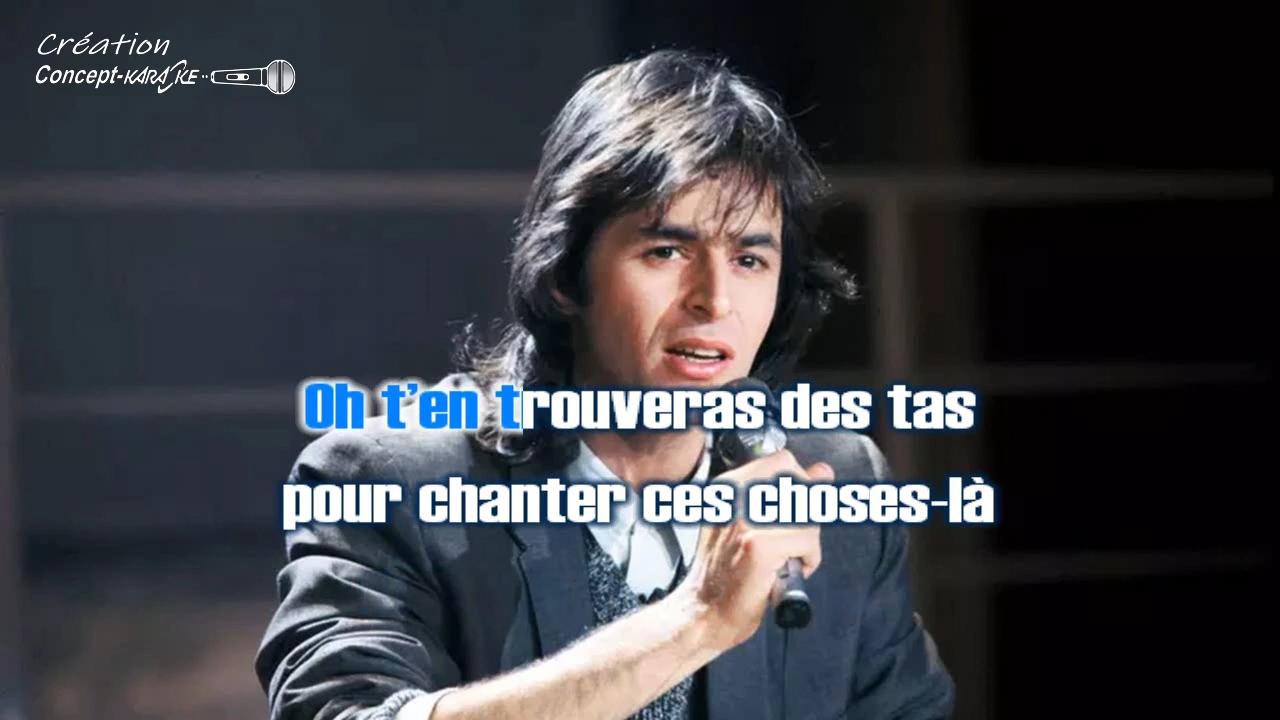 Création
Concept-KARAOKE
Oh t'en trouveras des tas
pour chanter ces choses-là